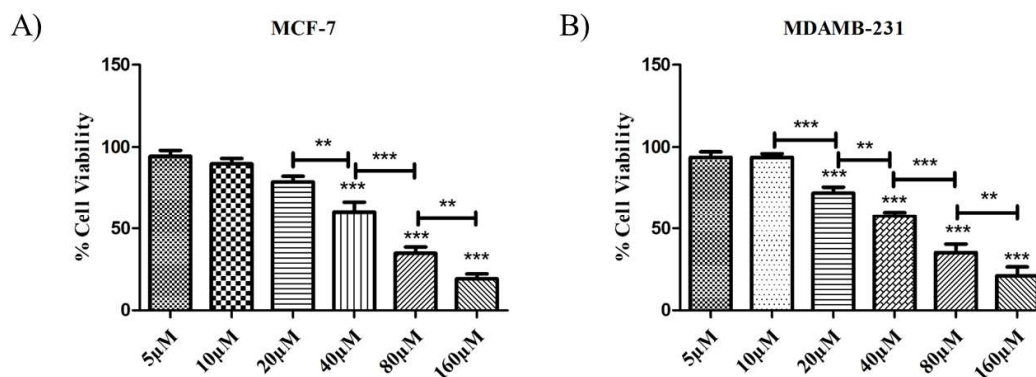 A)
MCF-7
% Cell Viability
150
100
50
0
**
***
**
***
***
***
5µM
10µM
20µM
40µM
80µM
160µM
B)
MDAMB-231
% Cell Viability
150
100
50
0
***
**
***
**
***
***
***
***
5µM
10µM
20µM
40µM
80µM
160µM